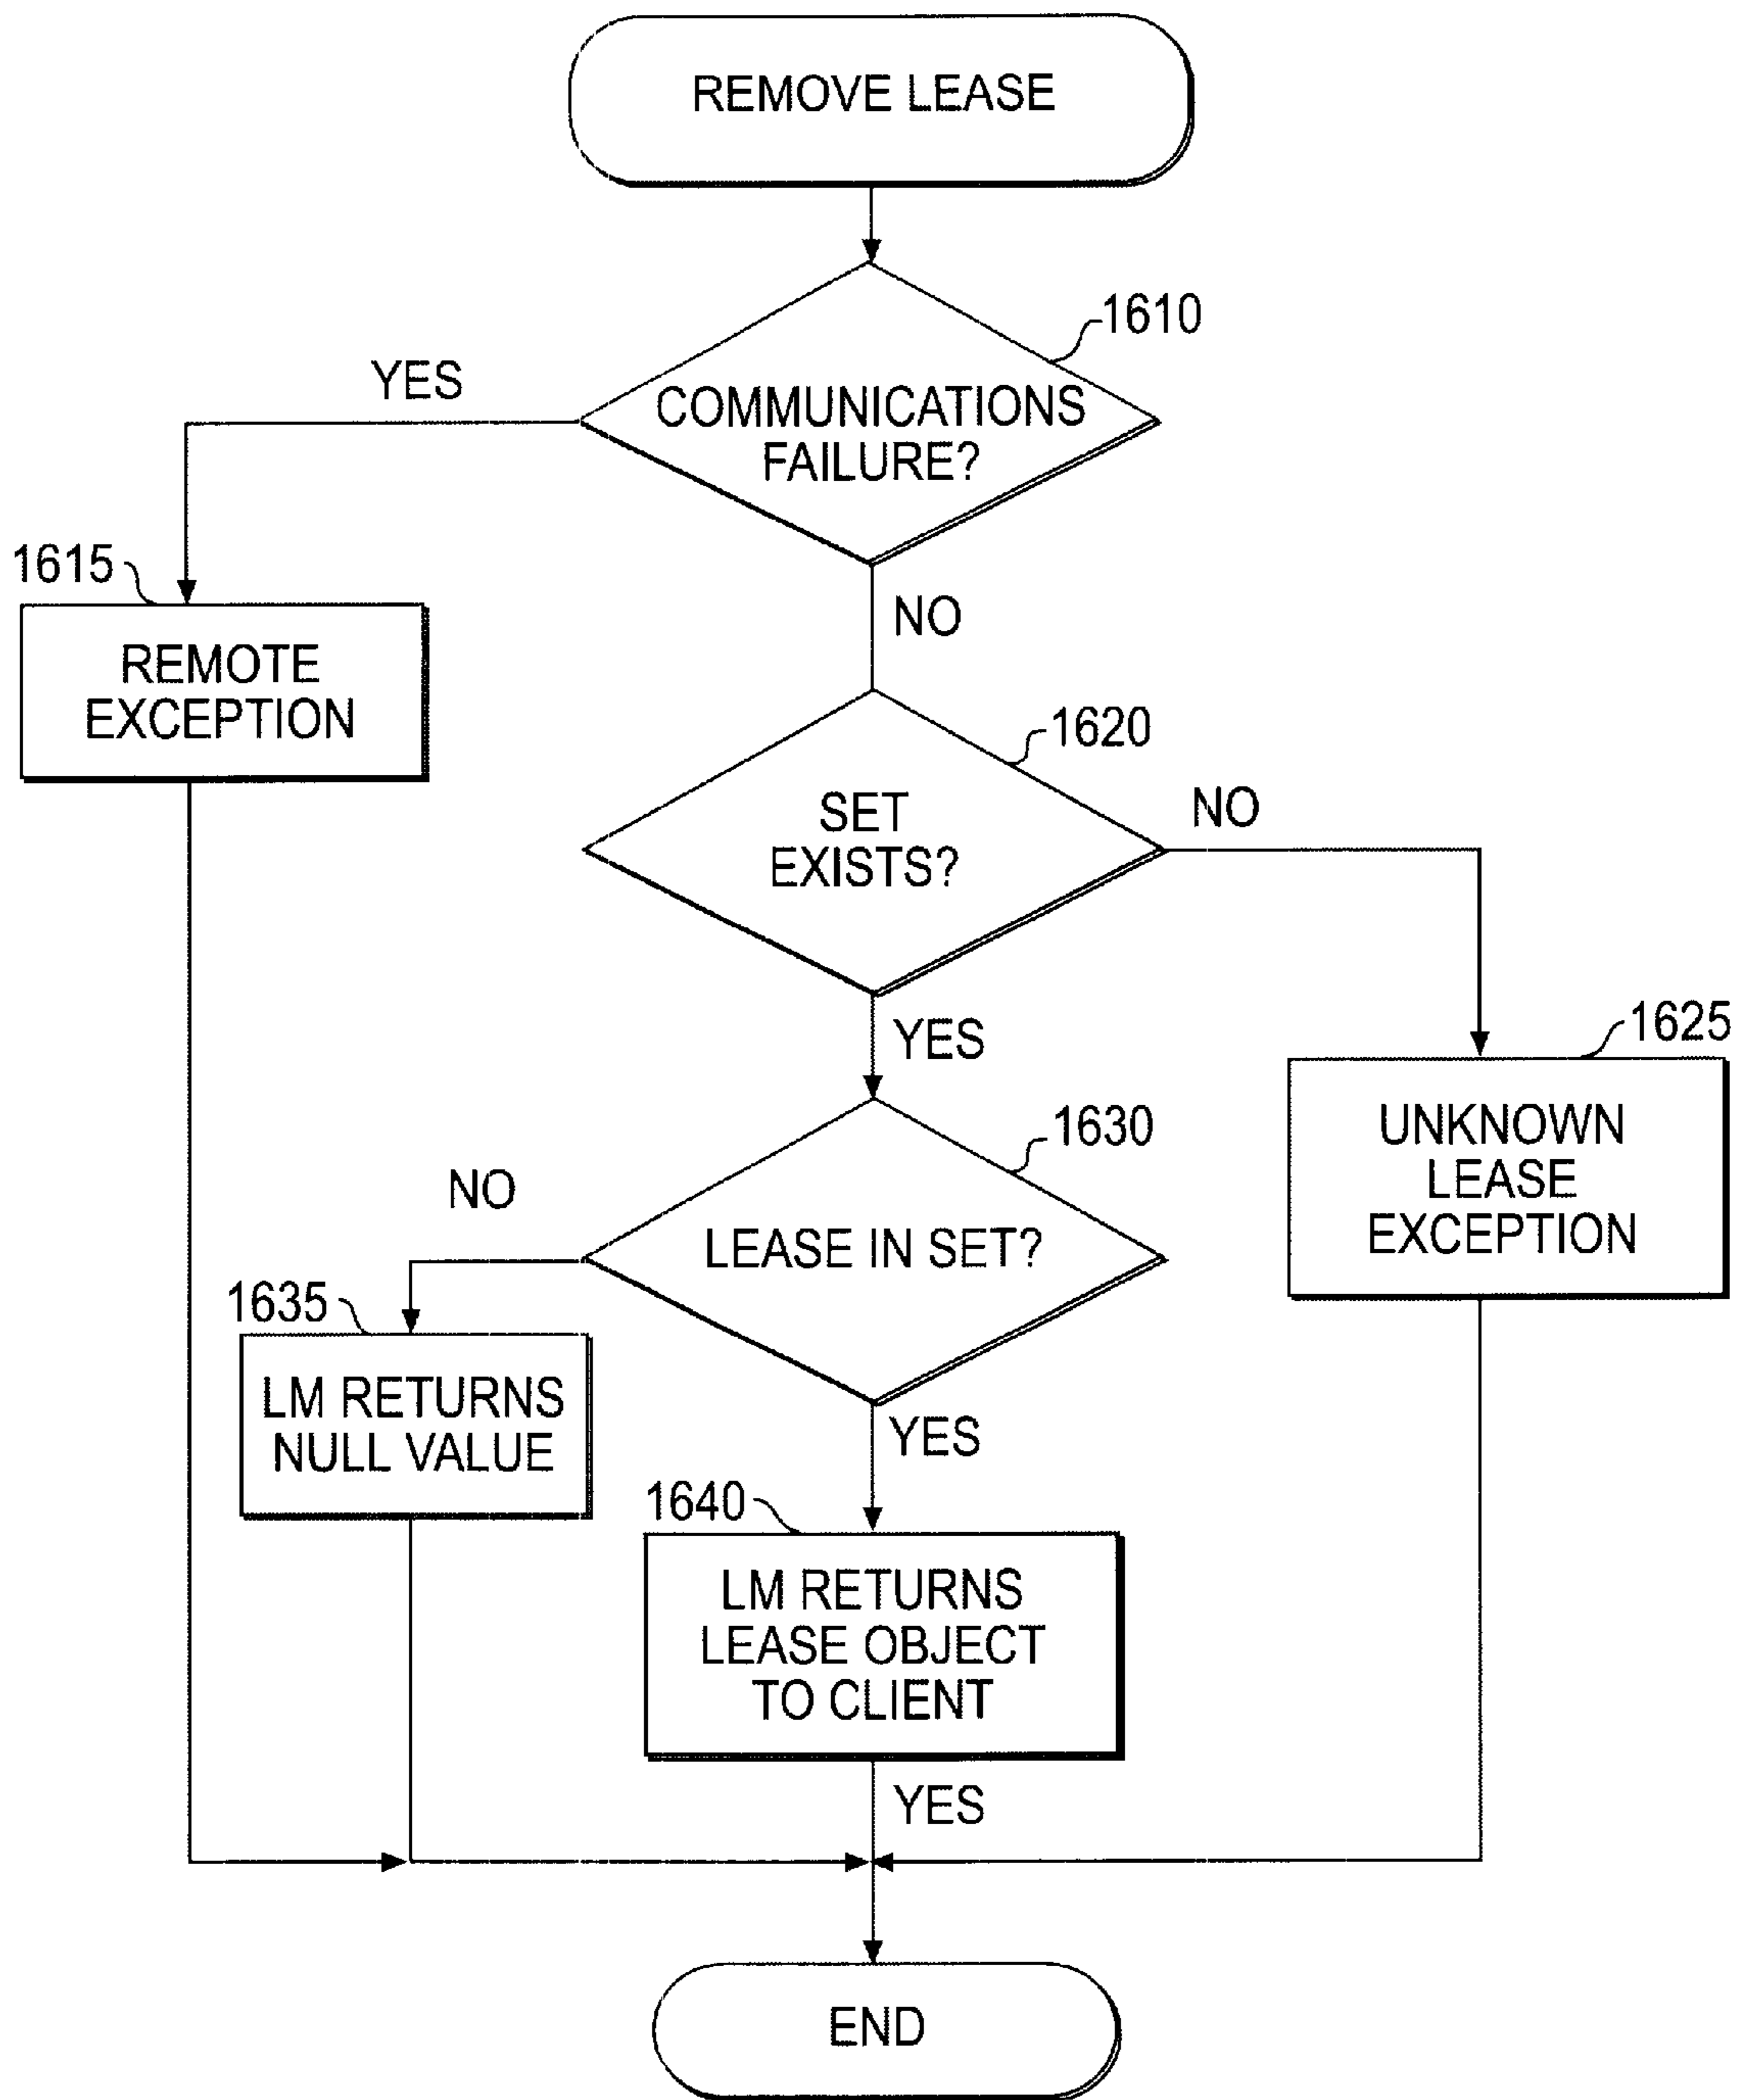 REMOVE LEASE
1610
YES
COMMUNICATIONS
FAILURE?
1615
NO
REMOTE
EXCEPTION
1620
SET
EXISTS?
NO
YES
1625
UNKNOWN
LEASE
EXCEPTION
1630
NO
LEASE IN SET?
1635
LM RETURNS
NULL VALUE
YES
1640
LM RETURNS
LEASE OBJECT
TO CLIENT
YES
END